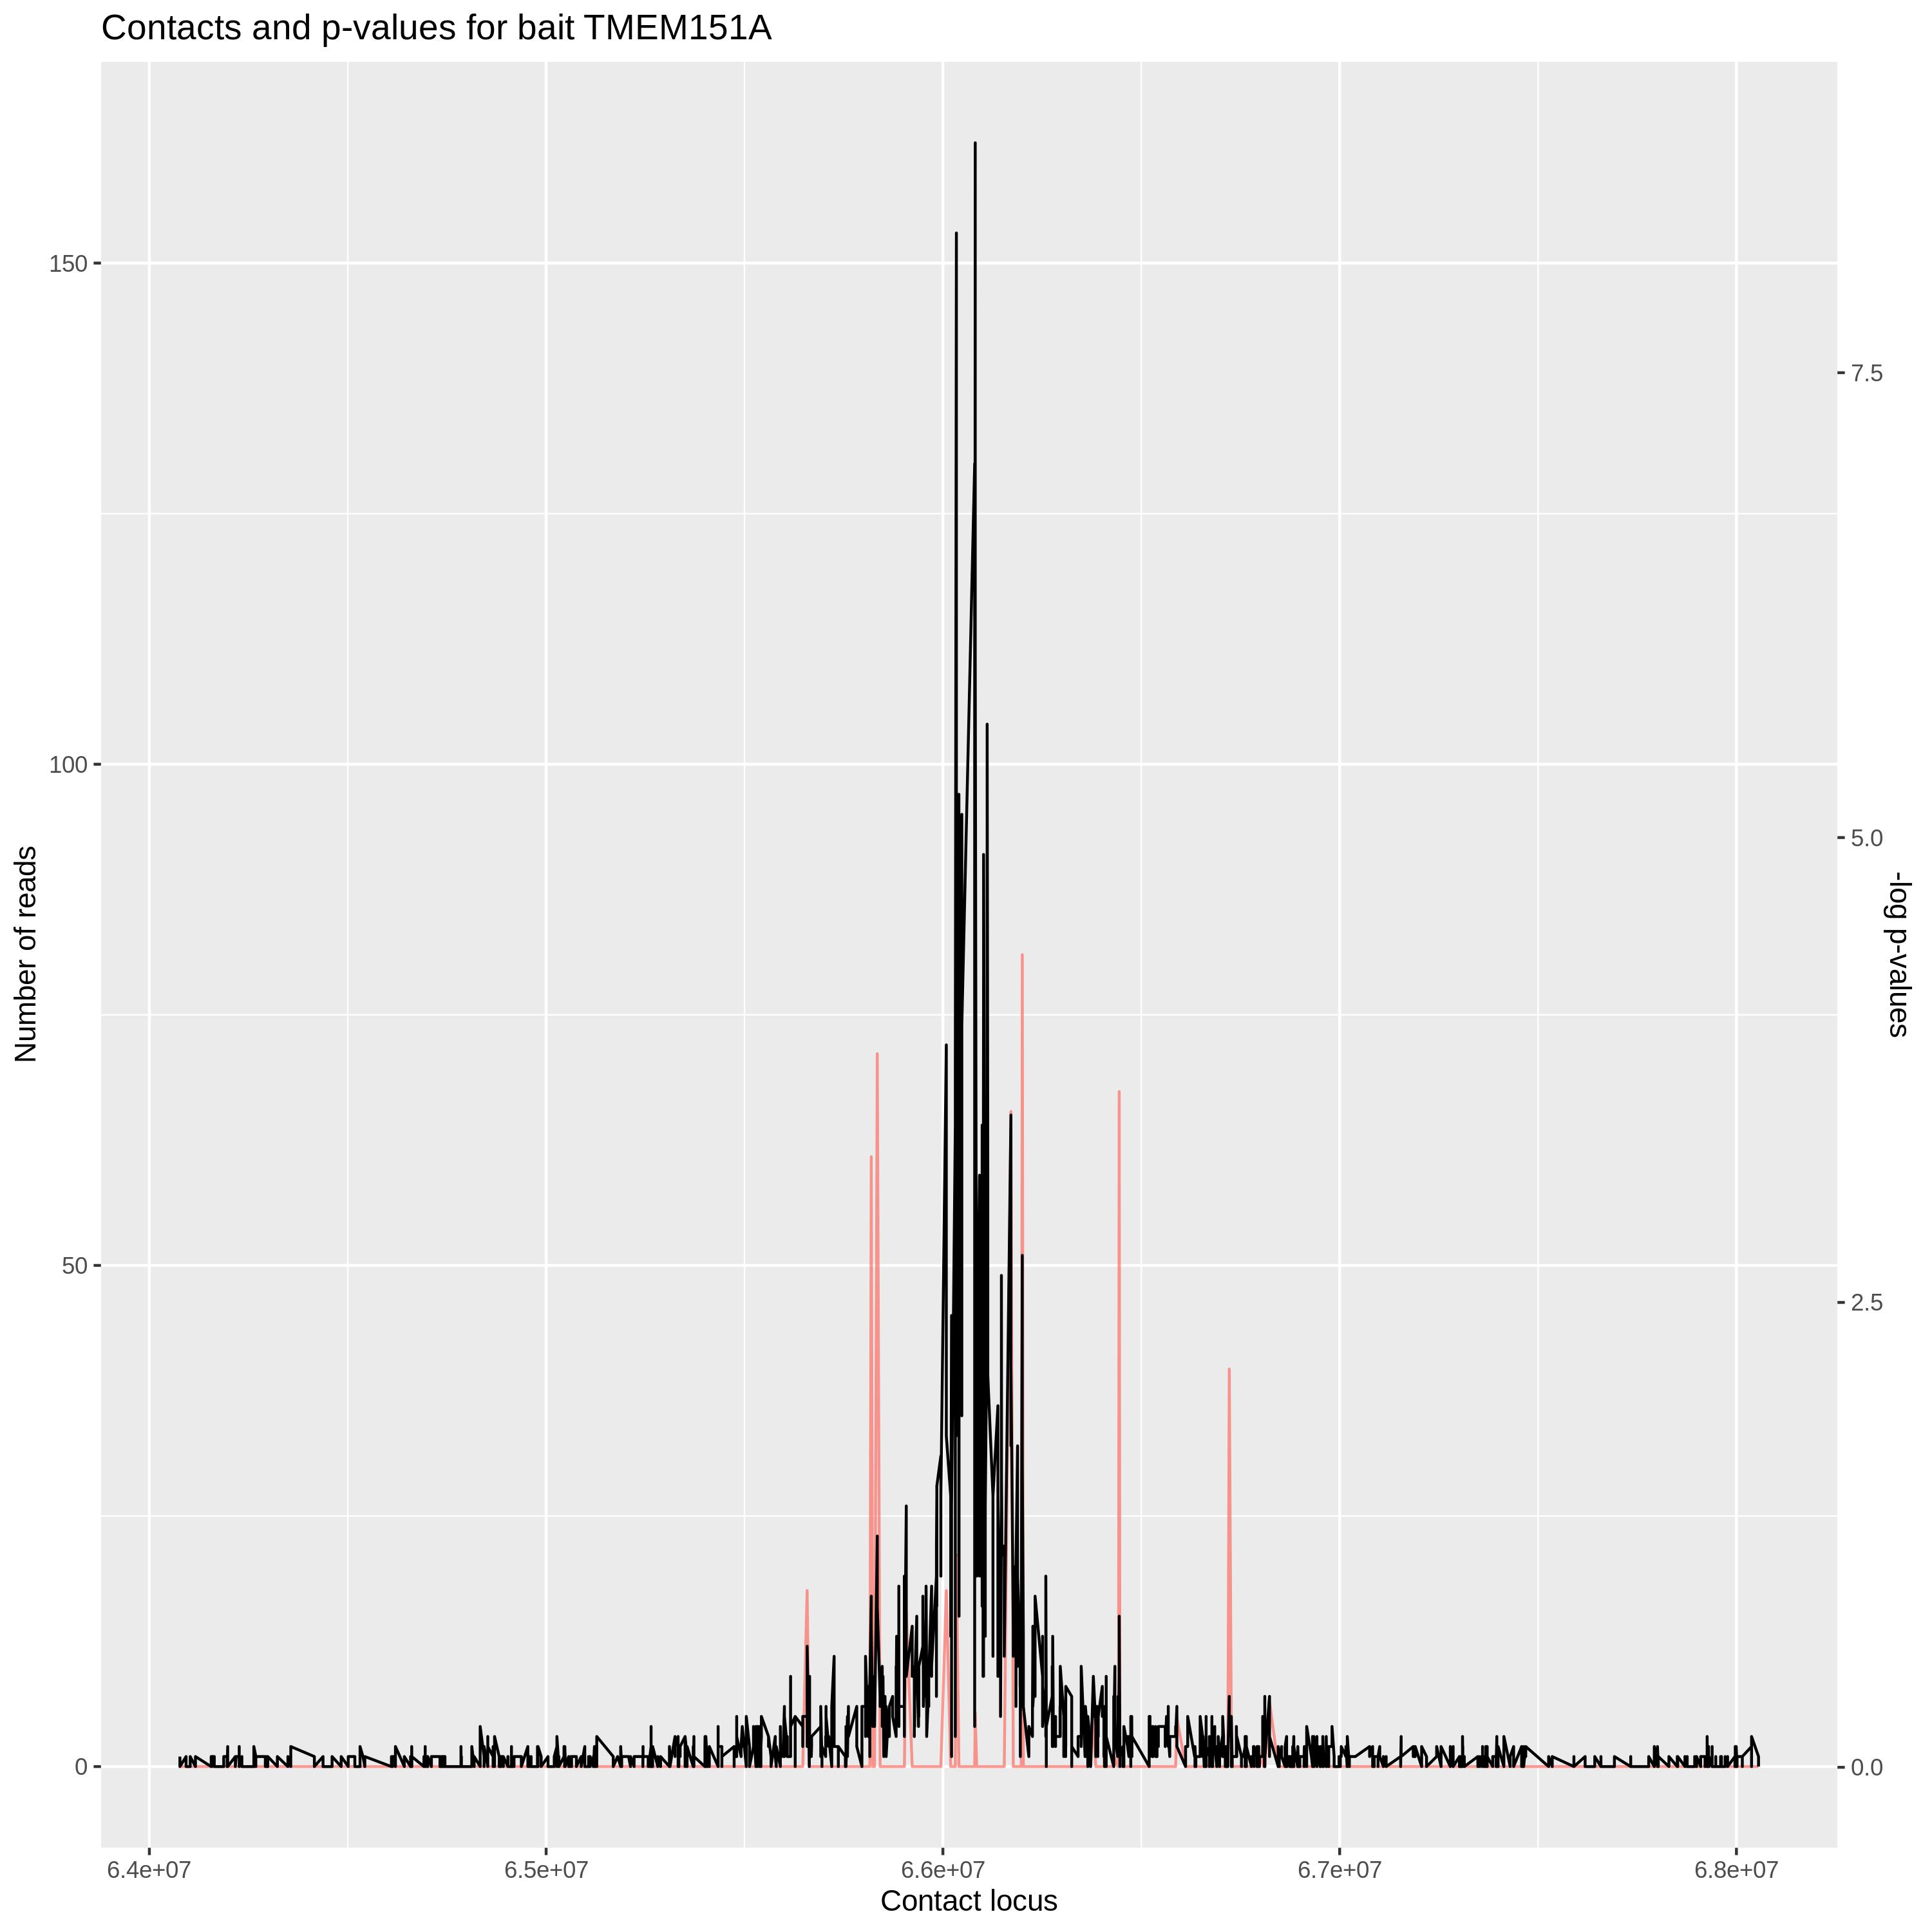 Contacts and p-values for bait TMEM151A
Number of reads
150
100
50
0
7.5
5.0
2.5
0.0
-log p-values
6.4e+07 6.5e+07 6.6e+07 6.7e+07 6.8e+07
Contact locus